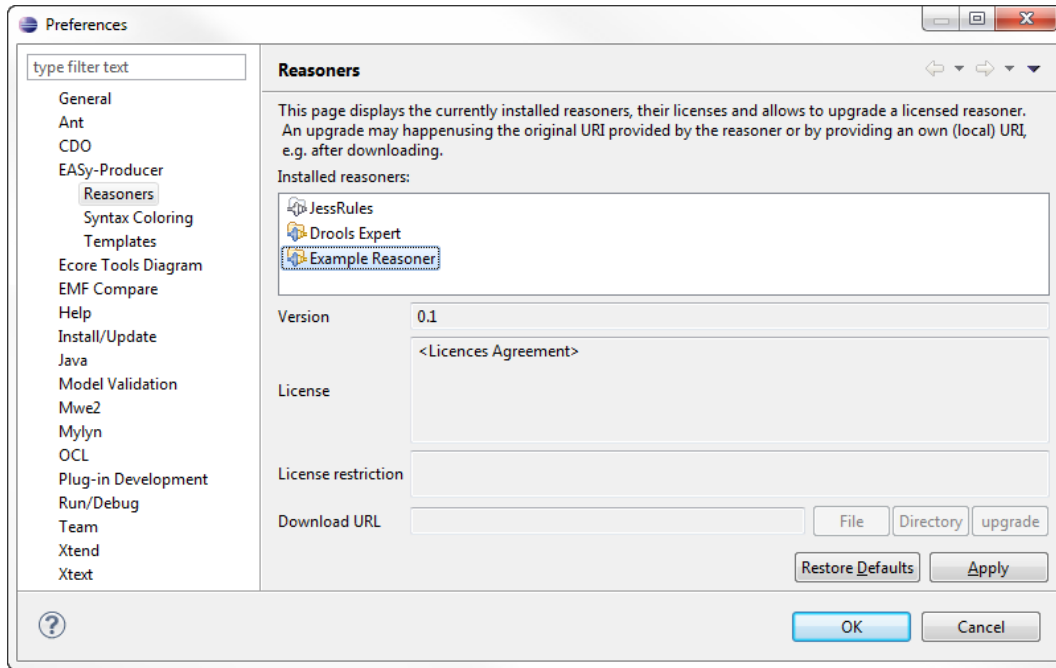 Preferences
type filter text
General
Ant
CDO
EASy-Producer
Reasoners
Syntax Coloring
Templates
Ecore Tools Diagram
EMF Compare
Help
Install/Update
Java
Model Validation
Mwe2
Mylyn
OCL
Plug-in Development
Run/Debug
Team
Xtend
Xtext
Reasoners
This page displays the currently installed reasoners, their licenses and allows to upgrade a licensed reasoner.
An upgrade may happenusing the original URI provided by the reasoner or by providing an own (local) URI,
e.g. after downloading.
Installed reasoners:
JessRules
Drools Expert
Example Reasoner
Version 0.1
<Licences Agreement>
License
License restriction
Download URL File Directory upgrade
Restore Defaults Apply
? OK Cancel